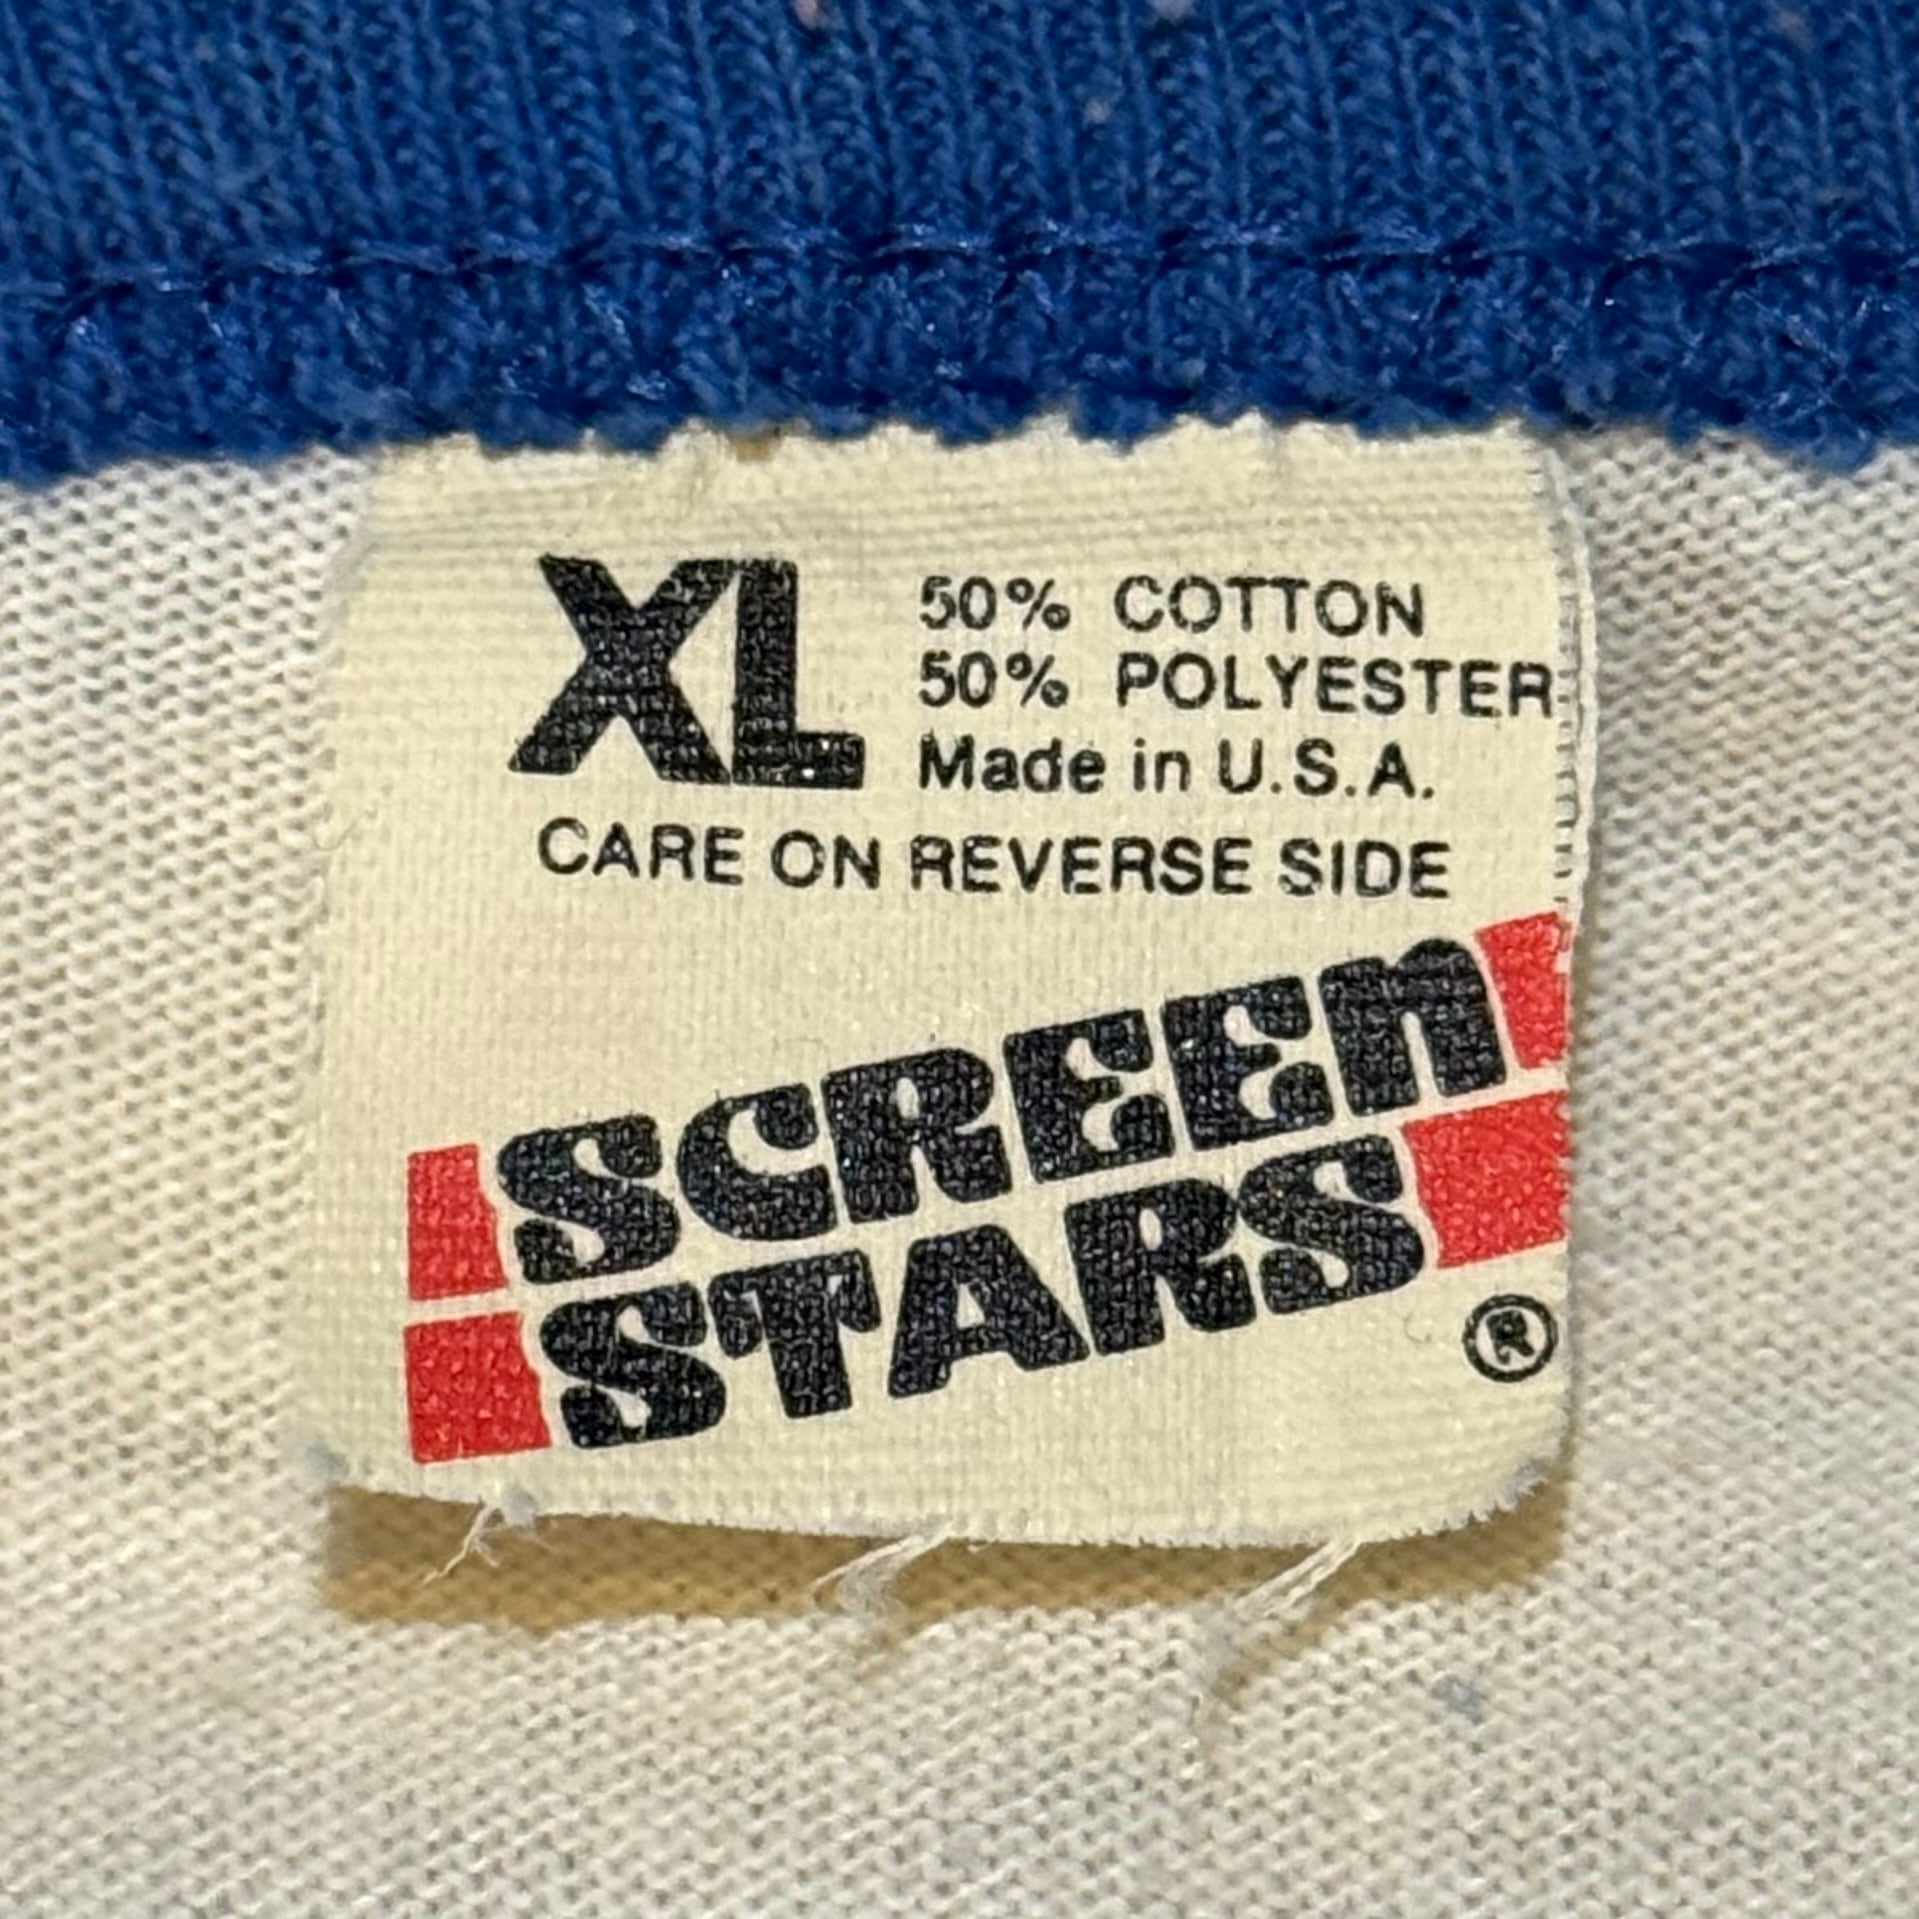 XL
50% COTTON
50% POLYESTER
Made in U.S.A.
CARE ON REVERSE SIDE
SCREEN
STARS
®